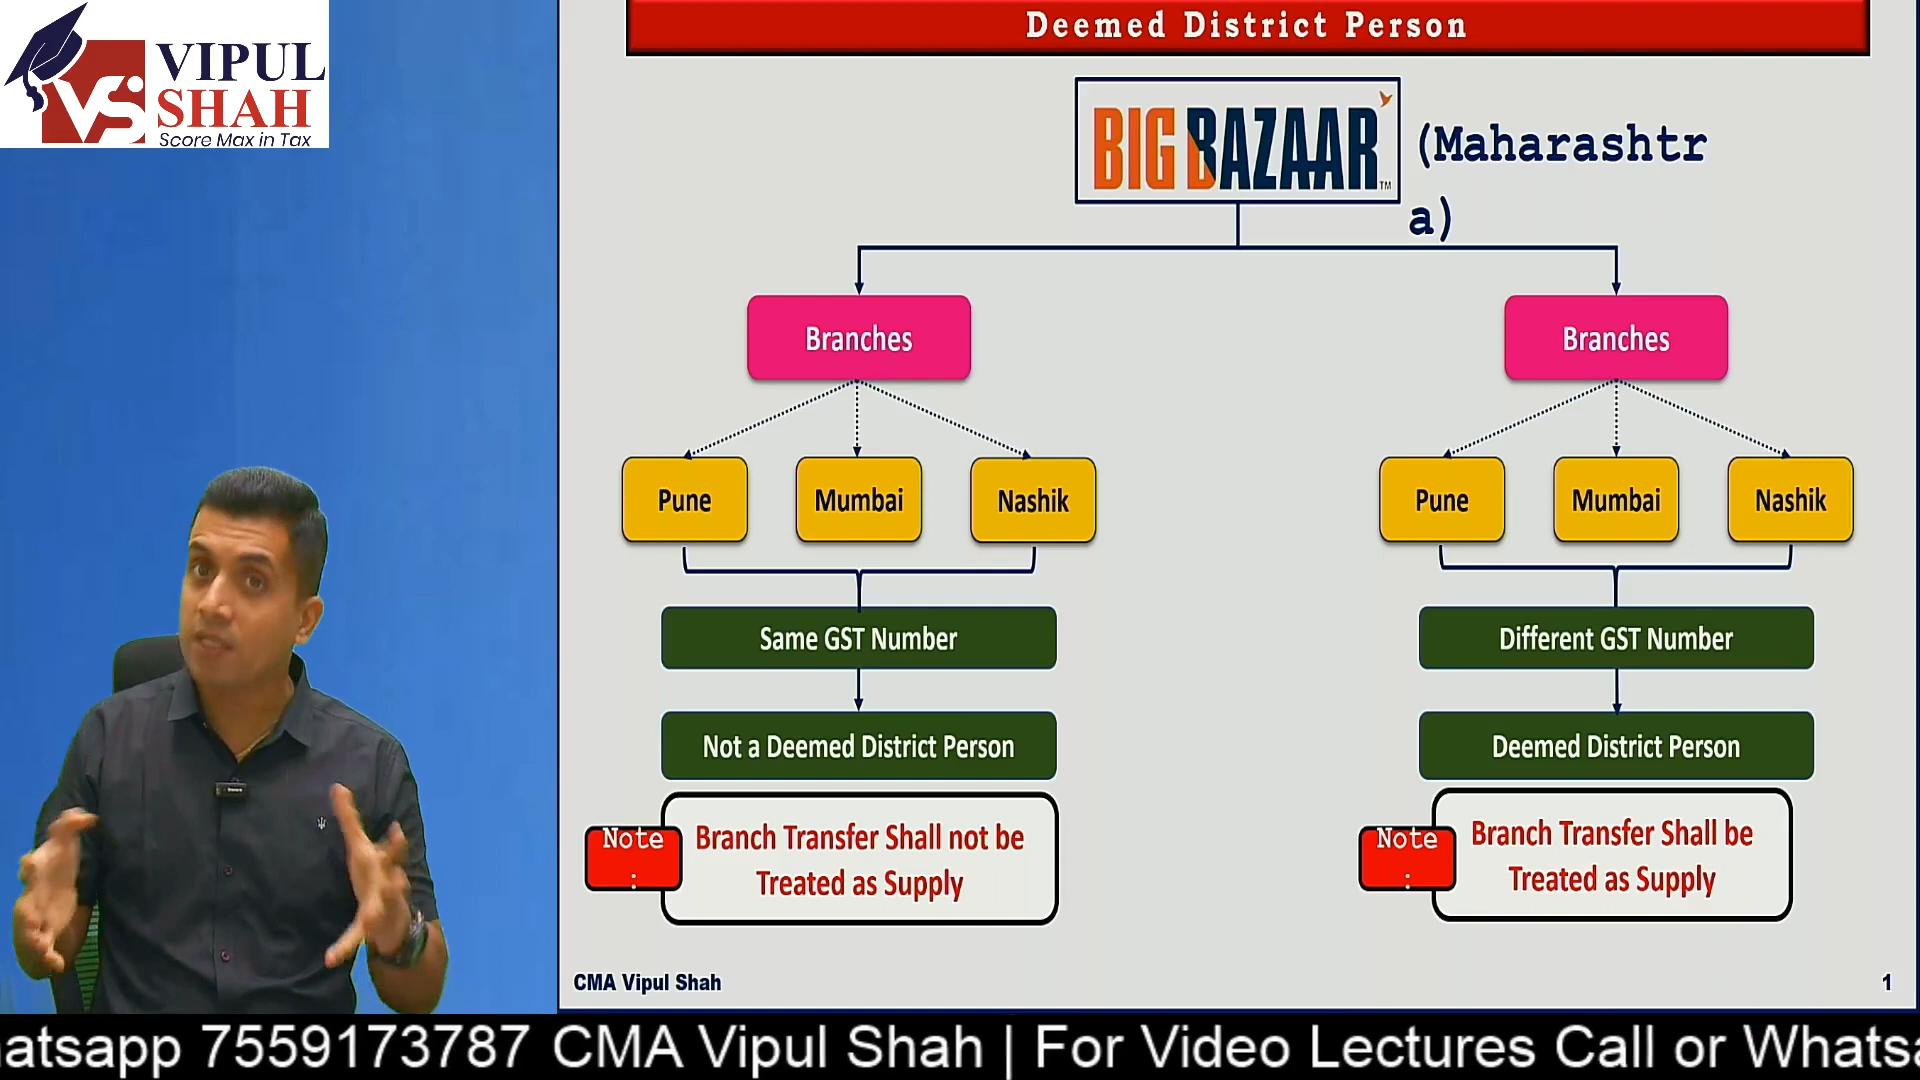 VIPUL
SHAH
Score Max in Tax
Deemed District Person
BIG BAZAAR TM
(Maharashtr
a)
Branches
Branches
Pune
Mumbai
Nashik
Pune
Mumbai
Nashik
Same GST Number
Different GST Number
Not a Deemed District Person
Deemed District Person
Note
:
Branch Transfer Shall not be
Treated as Supply
Note
:
Branch Transfer Shall be
Treated as Supply
CMA Vipul Shah
1
atsapp 7559173787 CMA Vipul Shah | For Video Lectures Call or Whatsa